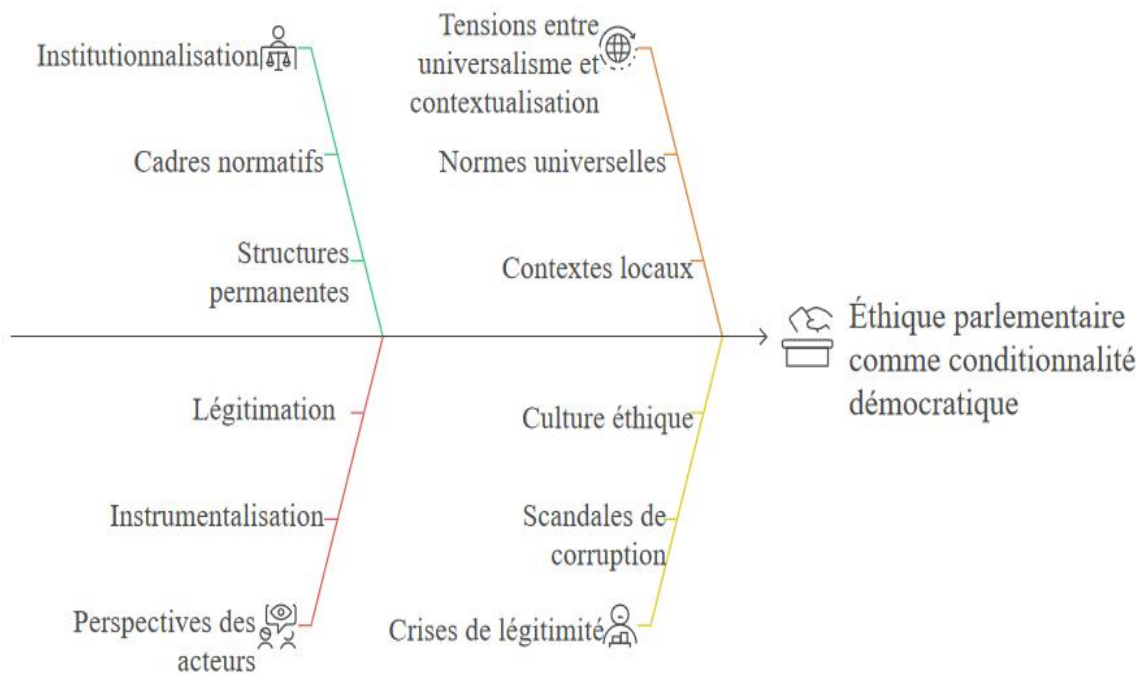 Institutionnalisation
Cadres normatifs
Structures
permanentes
Tensions entre
universalisme et
contextualisation
Normes universelles
Contextes locaux
Éthique parlementaire
comme conditionnalité
démocratique
Légitimation
Instrumentalisation
Perspectives des
acteurs
Culture éthique
Scandales de
corruption
Crises de légitimité